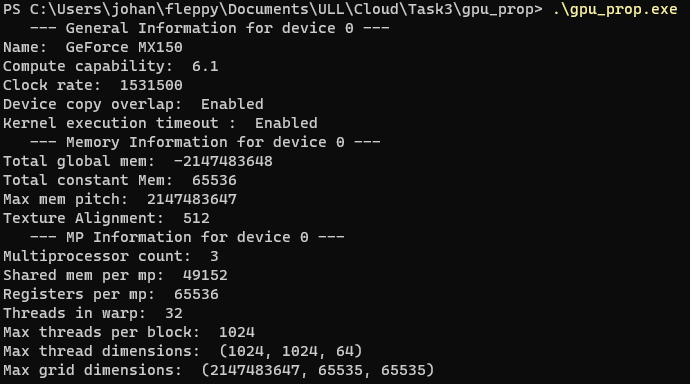 PS C:\Users\johan\fleppy\Documents\ULL\Cloud\Task3\gpu_prop> .\gpu_prop.exe
   --- General Information for device 0 ---
Name:  GeForce MX150
Compute capability:  6.1
Clock rate:  1531500
Device copy overlap:  Enabled
Kernel execution timeout :  Enabled
   --- Memory Information for device 0 ---
Total global mem:  -2147483648
Total constant Mem:  65536
Max mem pitch:  2147483647
Texture Alignment:  512
   --- MP Information for device 0 ---
Multiprocessor count:  3
Shared mem per mp:  49152
Registers per mp:  65536
Threads in warp:  32
Max threads per block:  1024
Max thread dimensions:  (1024, 1024, 64)
Max grid dimensions:  (2147483647, 65535, 65535)